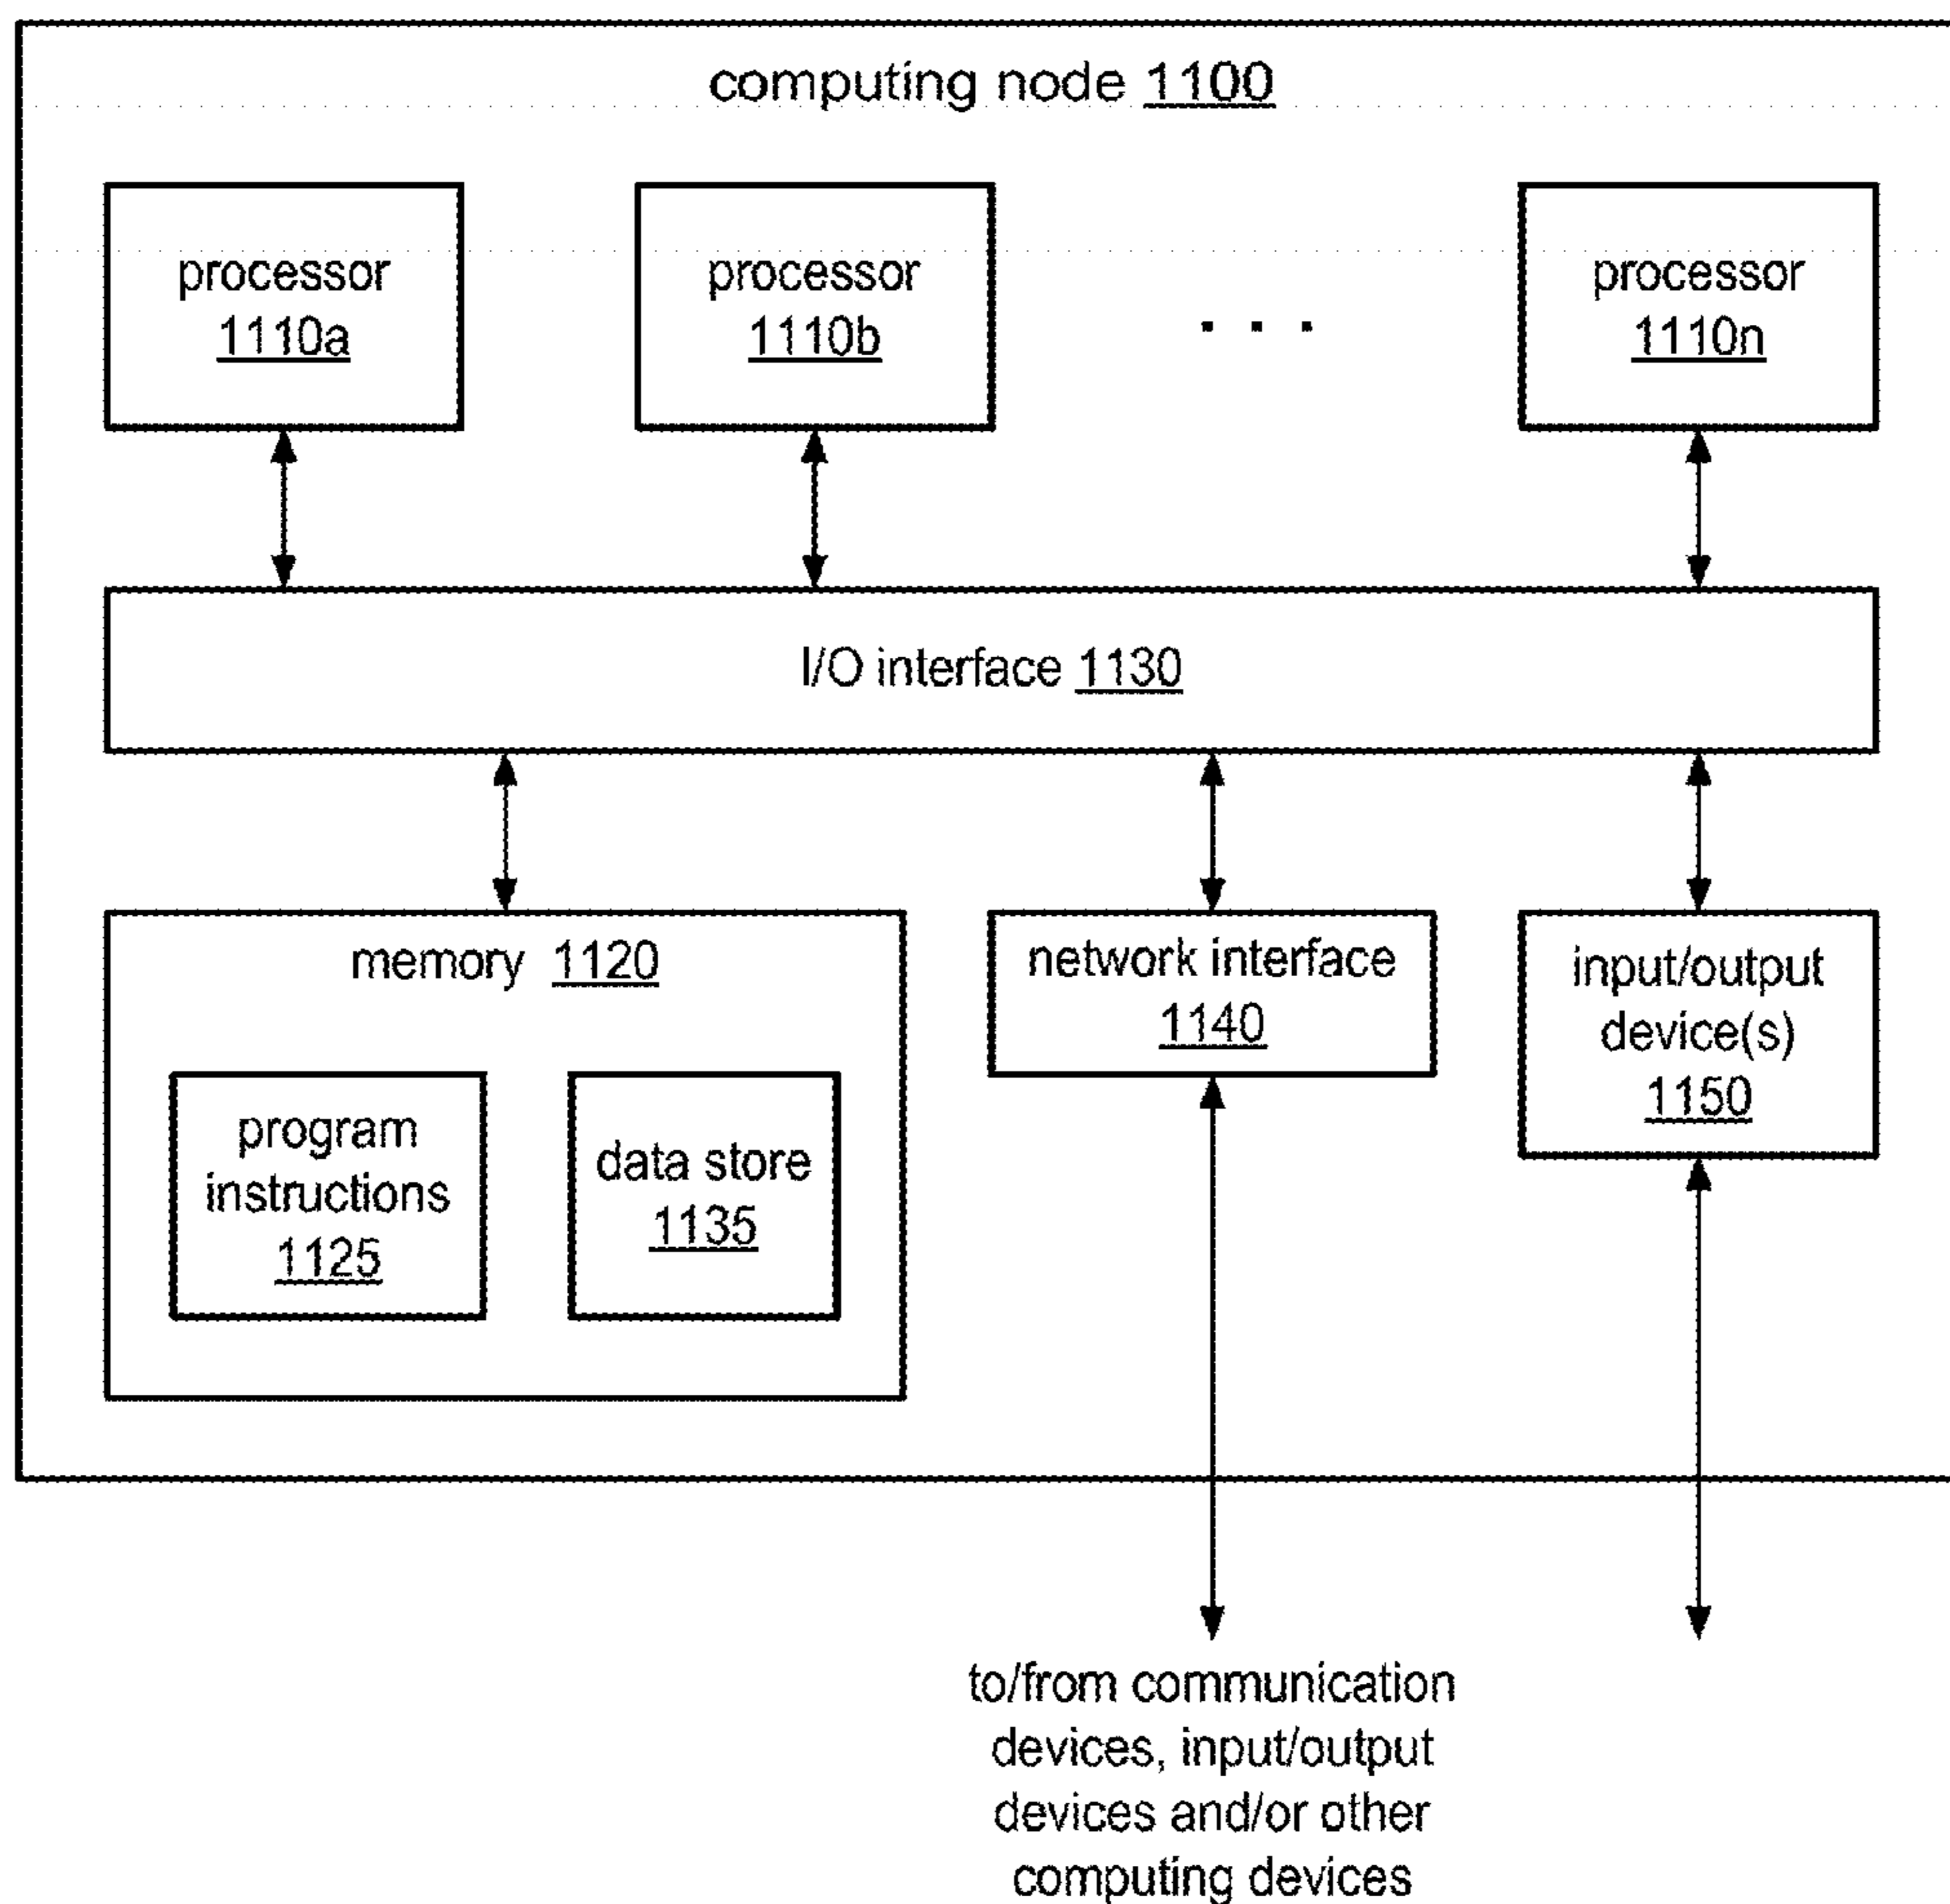 computing node 1100
processor
1110a
processor
1110b
. . .
processor
1110n
I/O interface 1130
memory 1120
program
instructions
1125
data store
1135
network interface
1140
input/output
device(s)
1150
to/from communication
devices, input/output
devices and/or other
computing devices